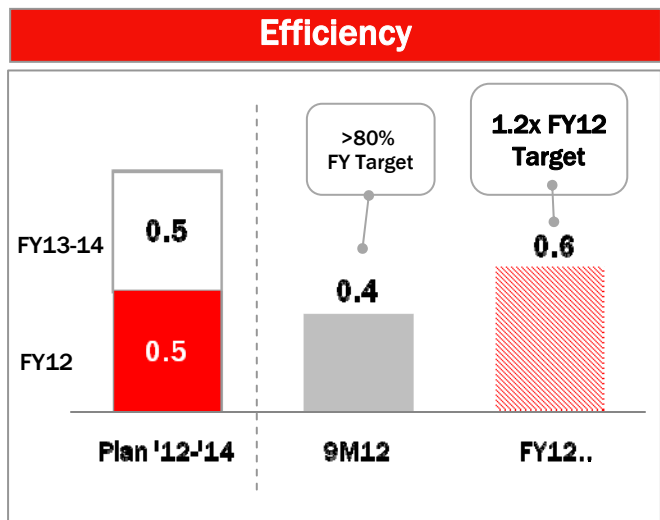 Efficiency
>80%
FY Target
1.2x FY12
Target
FY13-14
0.5
0.6
0.4
FY12
0.5
Plan '12-'14
9M12
FY12..